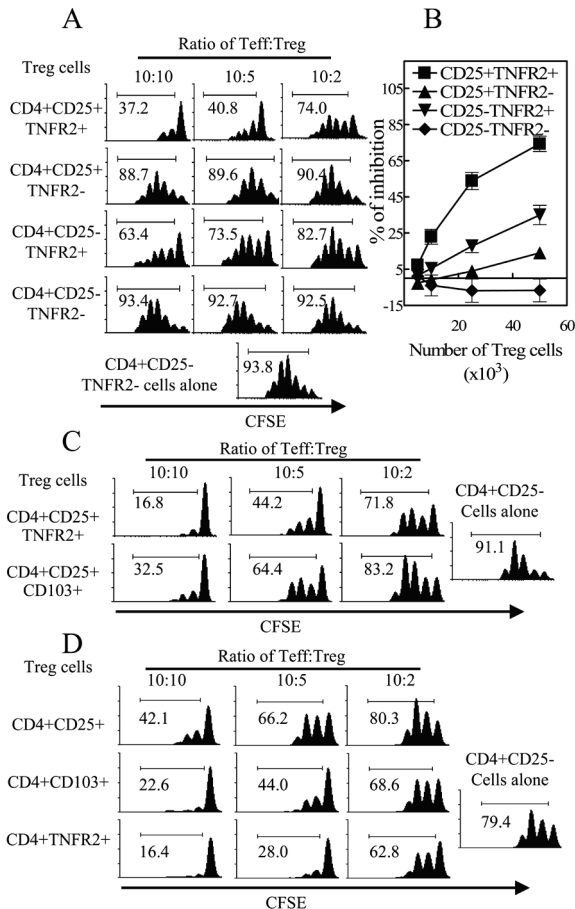 A
Ratio of Teff:Treg
Treg cells
10:10 10:5 10:2
CD4+CD25+
TNFR2+
37.2 40.8 74.0
CD4+CD25+
TNFR2-
88.7 89.6 90.4
CD4+CD25-
TNFR2+
63.4 73.5 82.7
CD4+CD25-
TNFR2-
93.4 92.7 92.5
CD4+CD25-
TNFR2- cells alone
93.8
CFSE
B
CD25+TNFR2+
CD25+TNFR2-
CD25-TNFR2+
CD25-TNFR2-
% of inhibition
105
85
65
45
25
5
-15
0 20 40 60
Number of Treg cells
(x10³)
C
Ratio of Teff:Treg
Treg cells
10:10 10:5 10:2
CD4+CD25+
TNFR2+
16.8 44.2 71.8
CD4+CD25+
CD103+
32.5 64.4 83.2
CD4+CD25-
Cells alone
91.1
CFSE
D
Ratio of Teff:Treg
Treg cells
10:10 10:5 10:2
CD4+CD25+
42.1 66.2 80.3
CD4+CD103+
22.6 44.0 68.6
CD4+TNFR2+
16.4 28.0 62.8
CD4+CD25-
Cells alone
79.4
CFSE